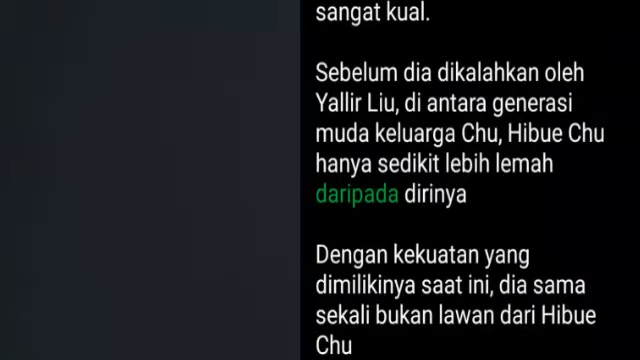 sangat kual.
Sebelum dia dikalahkan oleh
Yallir Liu, di antara generasi
muda keluarga Chu, Hibue Chu
hanya sedikit lebih lemah
daripada dirinya
Dengan kekuatan yang
dimilikinya saat ini, dia sama
sekali bukan lawan dari Hibue
Chu